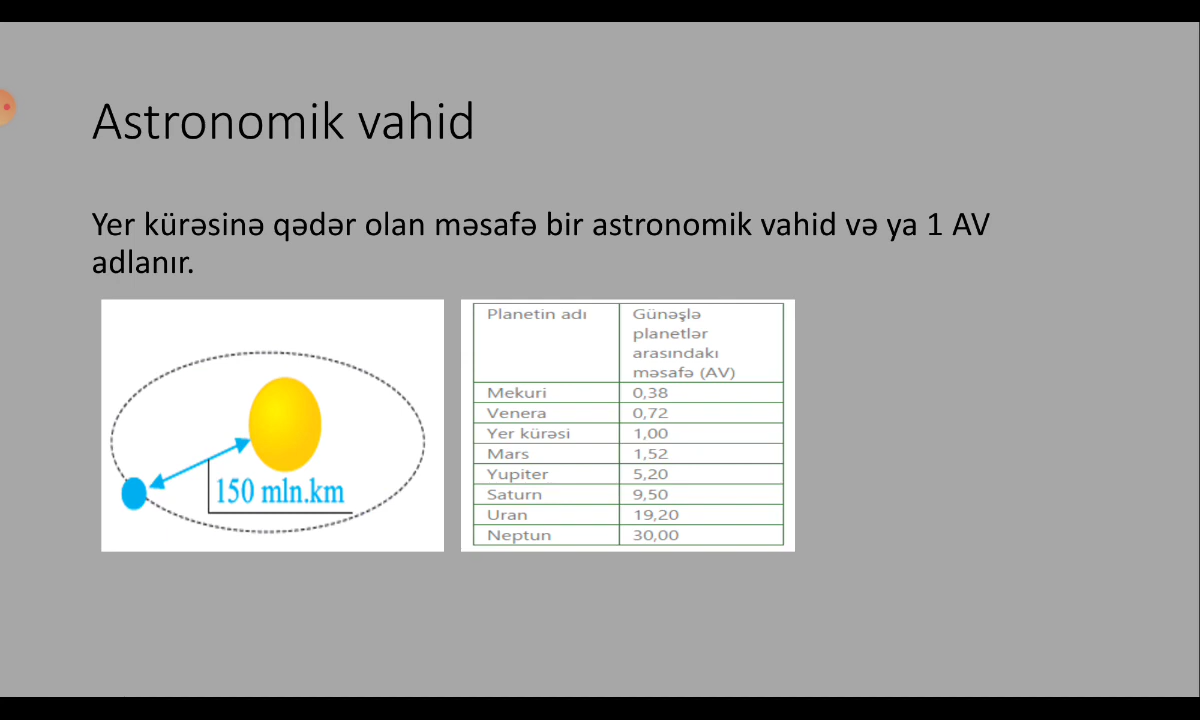 Astronomik vahid
Yer kürəsinə qədər olan məsafə bir astronomik vahid və ya 1 AV
adlanır.
150 mln.km
Planetin adı
Günəşlə
planetlər
arasındakı
məsafə (AV)
Mekuri 0,38
Venera 0,72
Yer kürəsi 1,00
Mars 1,52
Yupiter 5,20
Saturn 9,50
Uran 19,20
Neptun 30,00